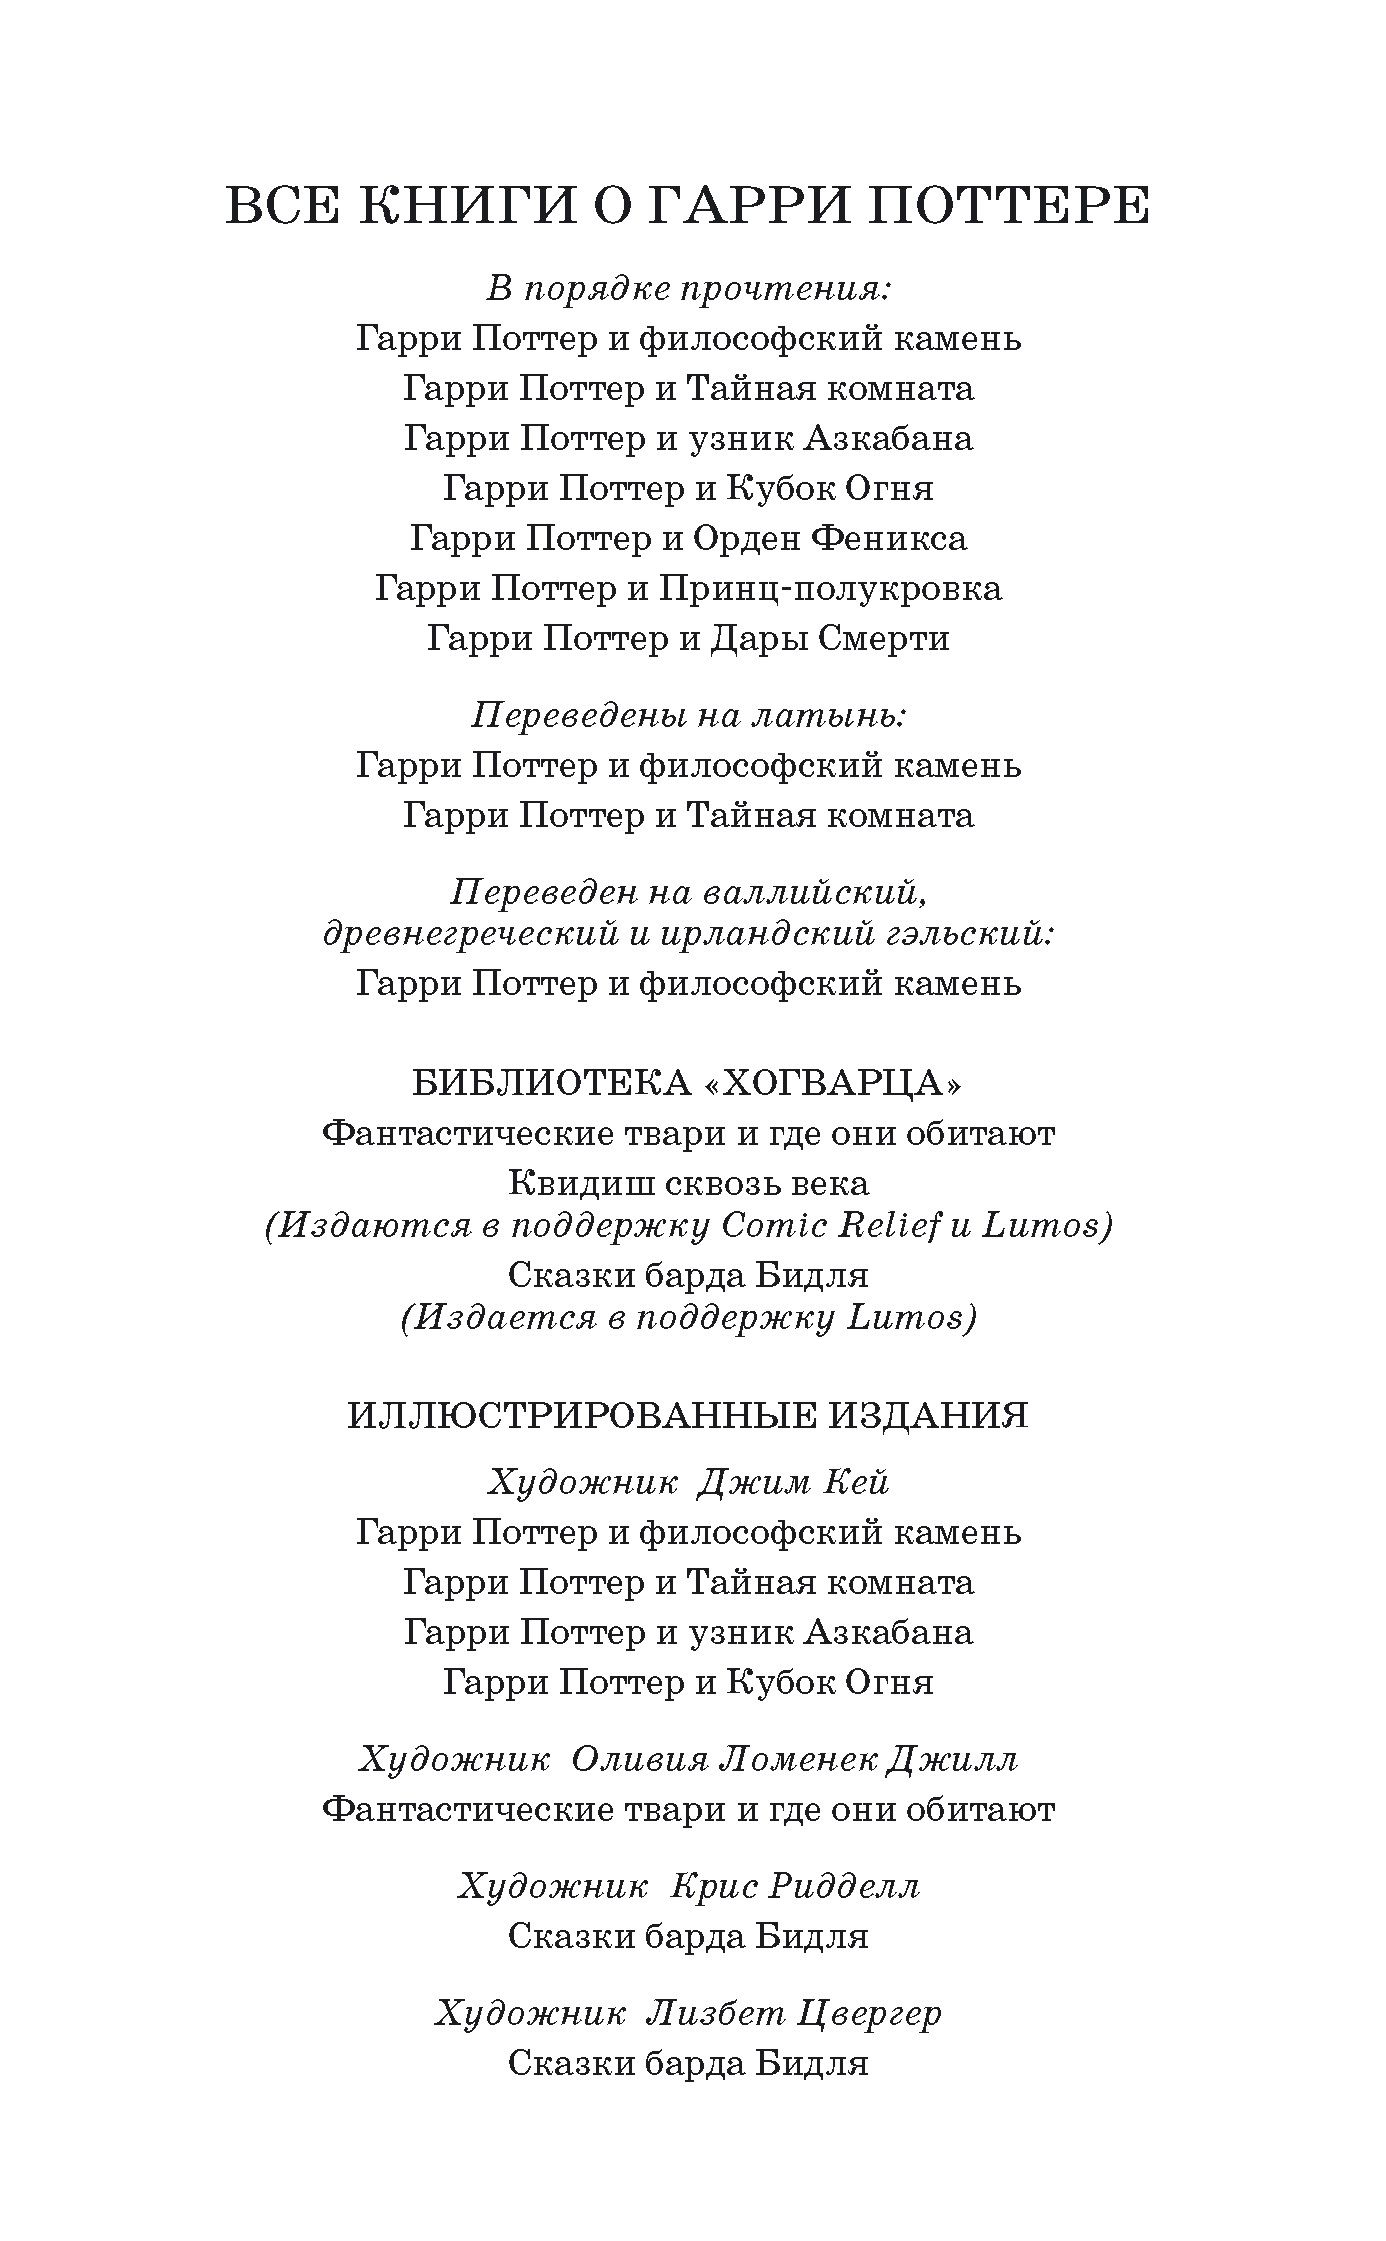 ВСЕ КНИГИ О ГАРРИ ПОТТЕРЕ
В порядке прочтения:
Гарри Поттер и философский камень
Гарри Поттер и Тайная комната
Гарри Поттер и узник Азкабана
Гарри Поттер и Кубок Огня
Гарри Поттер и Орден Феникса
Гарри Поттер и Принц-полукровка
Гарри Поттер и Дары Смерти
Переведены на латынь:
Гарри Поттер и философский камень
Гарри Поттер и Тайная комната
Переведен на валлийский,
древнегреческий и ирландский гэльский:
Гарри Поттер и философский камень
БИБЛИОТЕКА «ХОГВАРЦА»
Фантастические твари и где они обитают
Квидиш сквозь века
(Издаются в поддержку Comic Relief и Lumos)
Сказки барда Бидля
(Издается в поддержку Lumos)
ИЛЛЮСТРИРОВАННЫЕ ИЗДАНИЯ
Художник Джим Кей
Гарри Поттер и философский камень
Гарри Поттер и Тайная комната
Гарри Поттер и узник Азкабана
Гарри Поттер и Кубок Огня
Художник Оливия Ломенек Джилл
Фантастические твари и где они обитают
Художник Крис Ридделл
Сказки барда Бидля
Художник Лизбет Цвергер
Сказки барда Бидля